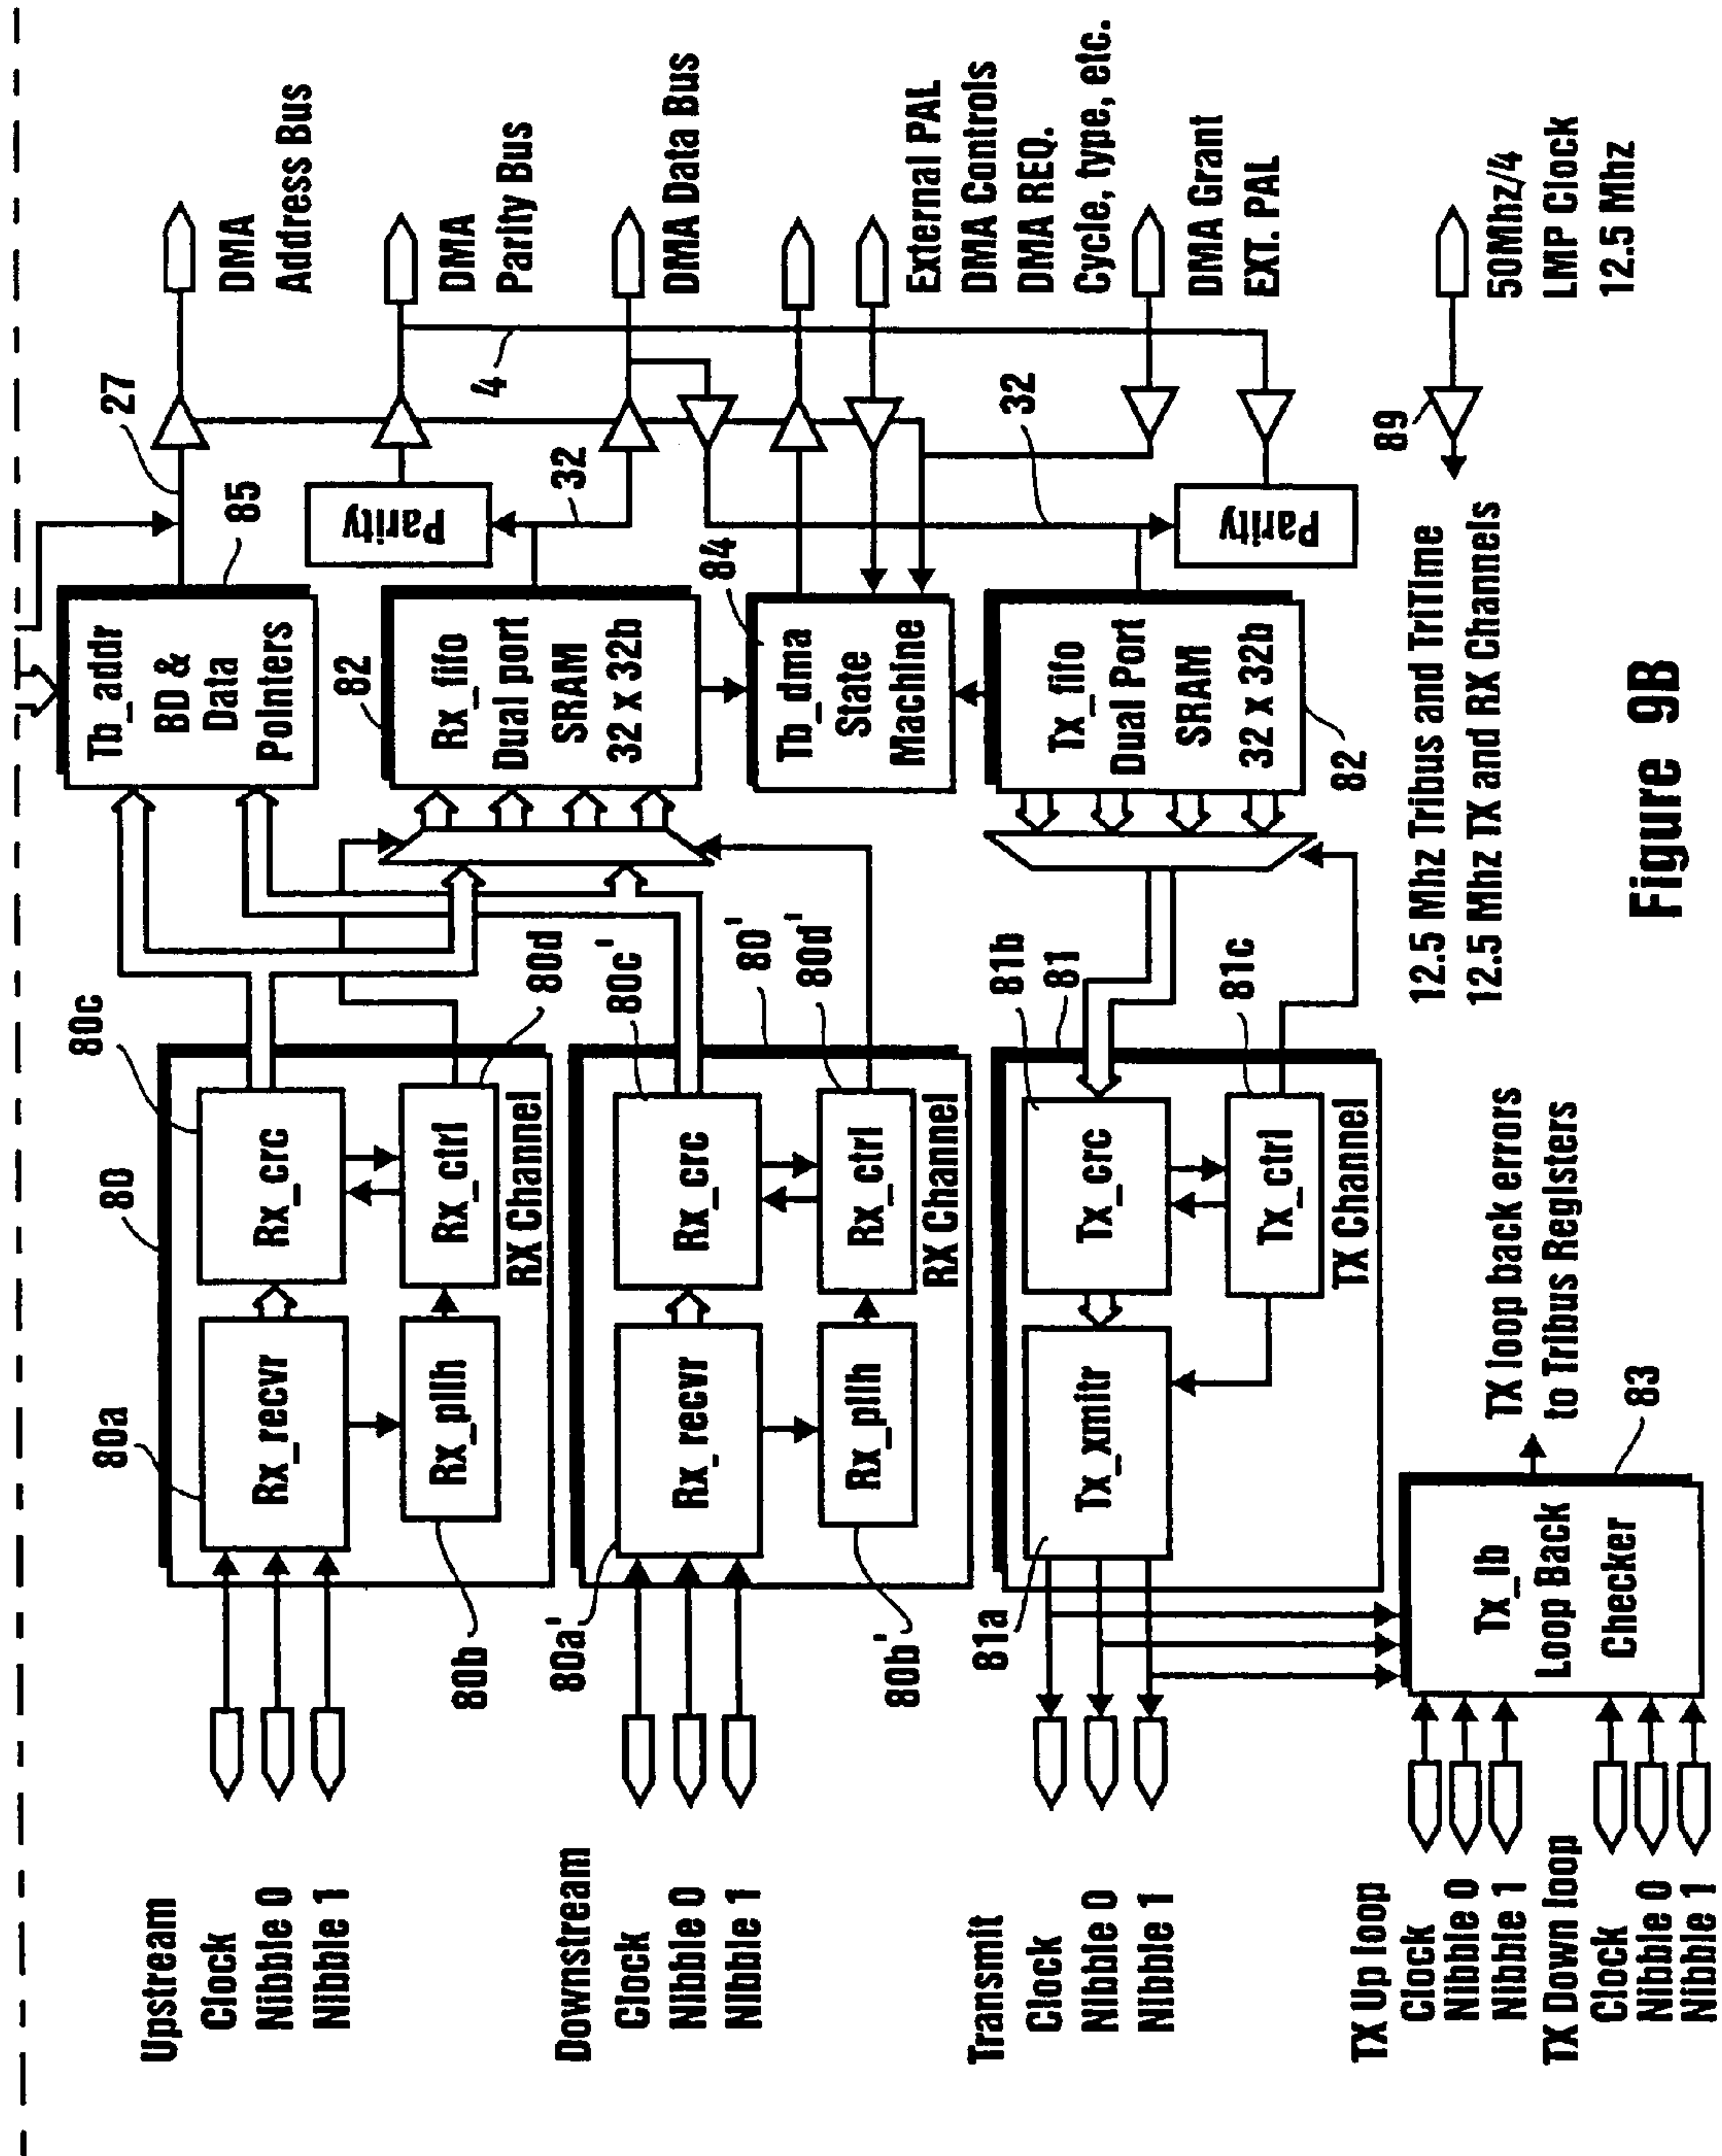 Upstream
Clock
Nibble 0
Nibble 1
80
80a
Rx_recvr
80c
Rx_crc
Rx_pllh
80b
Rx_ctrl
80d
RX Channel
Tb_addr
BD &
Data
Pointers
85
27
DMA
Address Bus
Parity
32
DMA
Parity Bus
4
Downstream
Clock
Nibble 0
Nibble 1
80'
80a'
Rx_recvr
80c'
Rx_crc
Rx_pllh
80b'
Rx_ctrl
80d'
RX Channel
82
Rx_fifo
Dual port
SRAM
32 x 32b
DMA Data Bus
84
Tb_dma
State
Machine
External PAL
DMA Controls
DMA REQ.
Cycle, type, etc.
32
DMA Grant
EXT. PAL
Transmit
Clock
Nibble 0
Nibble 1
81
81a
Tx_xmitr
81b
Tx_crc
81c
Tx_ctrl
TX Channel
Tx_fifo
Dual Port
SRAM
32 x 32b
82
Parity
TX Up loop
Clock
Nibble 0
Nibble 1
TX Down loop
Clock
Nibble 0
Nibble 1
Tx_lb
Loop Back
Checker
83
TX loop back errors
to Tribus Registers
12.5 Mhz Tribus and TriTime
12.5 Mhz TX and RX Channels
89
50Mhz/4
LMP Clock
12.5 Mhz
Figure 9B